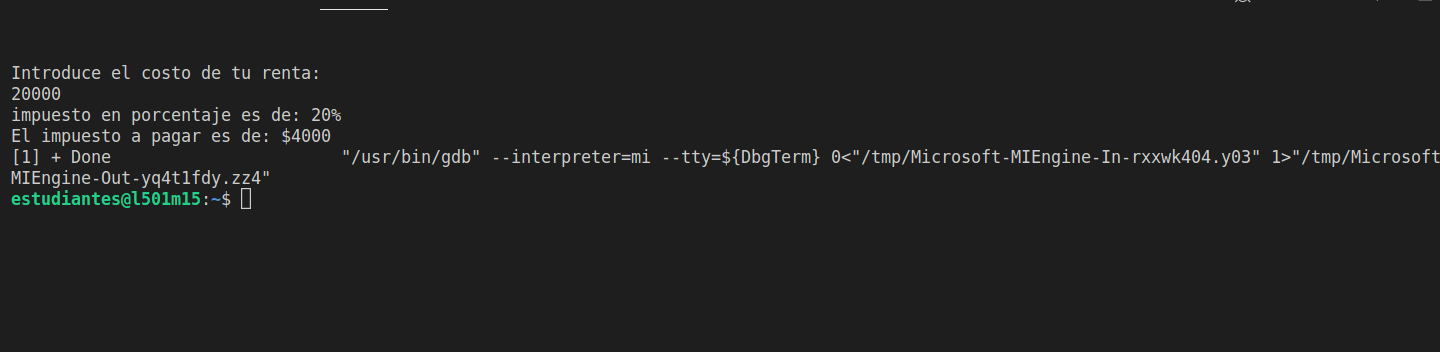 Introduce el costo de tu renta:
20000
impuesto en porcentaje es de: 20%
El impuesto a pagar es de: $4000
[1] + Done                       "/usr/bin/gdb" --interpreter=mi --tty=${DbgTerm} 0<"/tmp/Microsoft-MIEngine-In-rxxwk404.y03" 1>"/tmp/Microsoft
MIEngine-Out-yq4t1fdy.zz4"
estudiantes@l501m15:~$